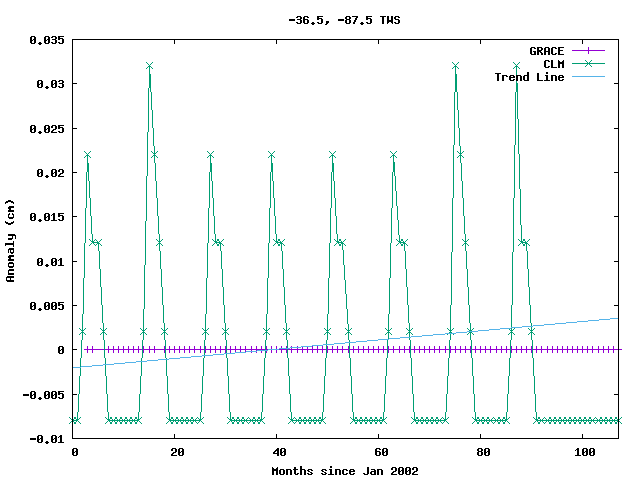 -36.5, -87.5 TWS
0.035
0.03
0.025
0.02
0.015
0.01
0.005
0
-0.005
-0.01
Anomaly (cm)
GRACE
CLM
Trend Line
0 20 40 60 80 100
Months since Jan 2002